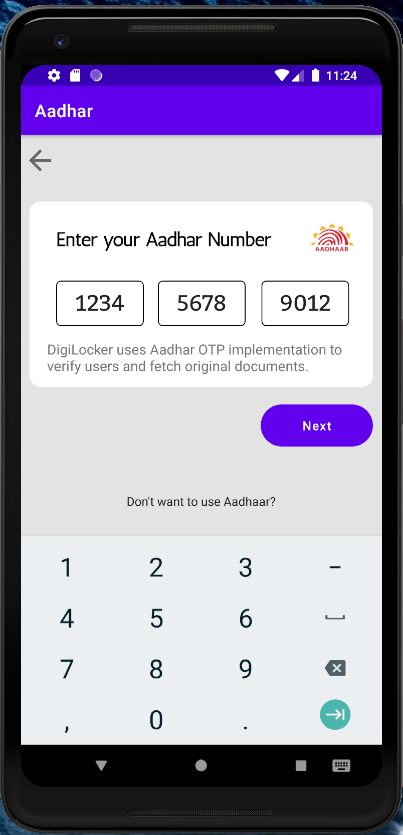 11:24
Aadhar
Enter your Aadhar Number
AADHAAR
1234 5678 9012
DigiLocker uses Aadhar OTP implementation to
verify users and fetch original documents.
Next
Don't want to use Aadhaar?
1 2 3 -
4 5 6
7 8 9
, 0 .